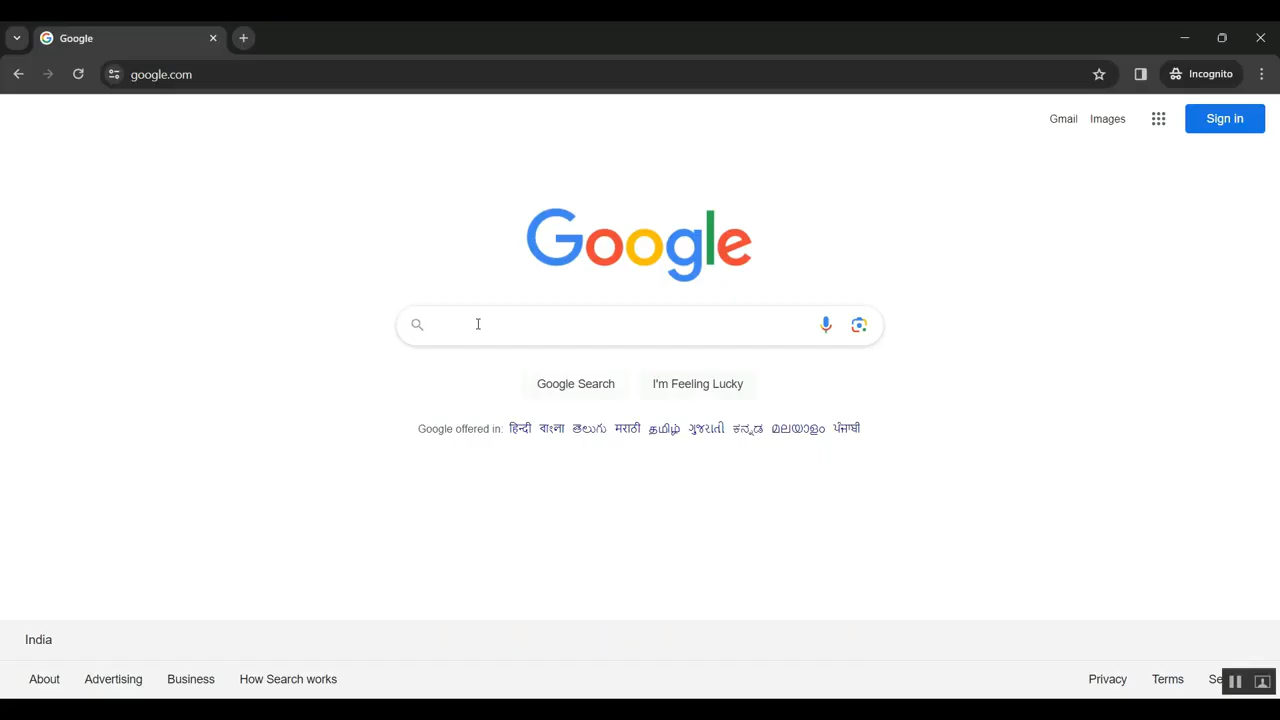 Google
google.com
Incognito
Gmail Images Sign in
Google
Google Search I'm Feeling Lucky
Google offered in: हिन्दी বাংলা తెలుగు मराठी தமிழ் ગુજરાતી ಕನ್ನಡ മലയാളം ਪੰਜਾਬੀ
India
About Advertising Business How Search works Privacy Terms Se